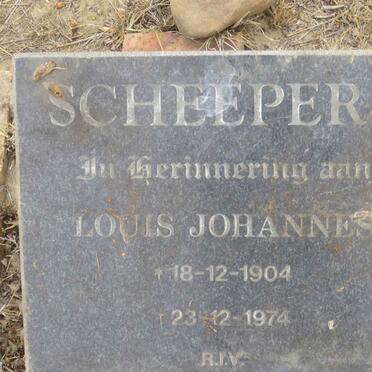 SCHEEPER
In Herinnering aan
LOUIS JOHANNES
* 18-12-1904
† 23-12-1974
R.I.V.